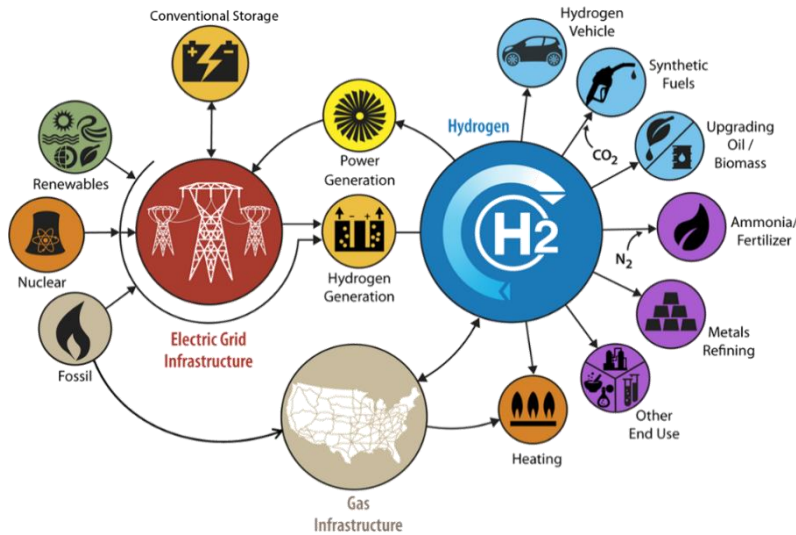 Conventional Storage
Hydrogen
Vehicle
Synthetic
Fuels
Hydrogen
CO2
Upgrading
Oil /
Biomass
Renewables
Power
Generation
H2
Ammonia/
Fertilizer
N2
Nuclear
Hydrogen
Generation
Electric Grid
Infrastructure
Metals
Refining
Fossil
Other
End Use
Heating
Gas
Infrastructure